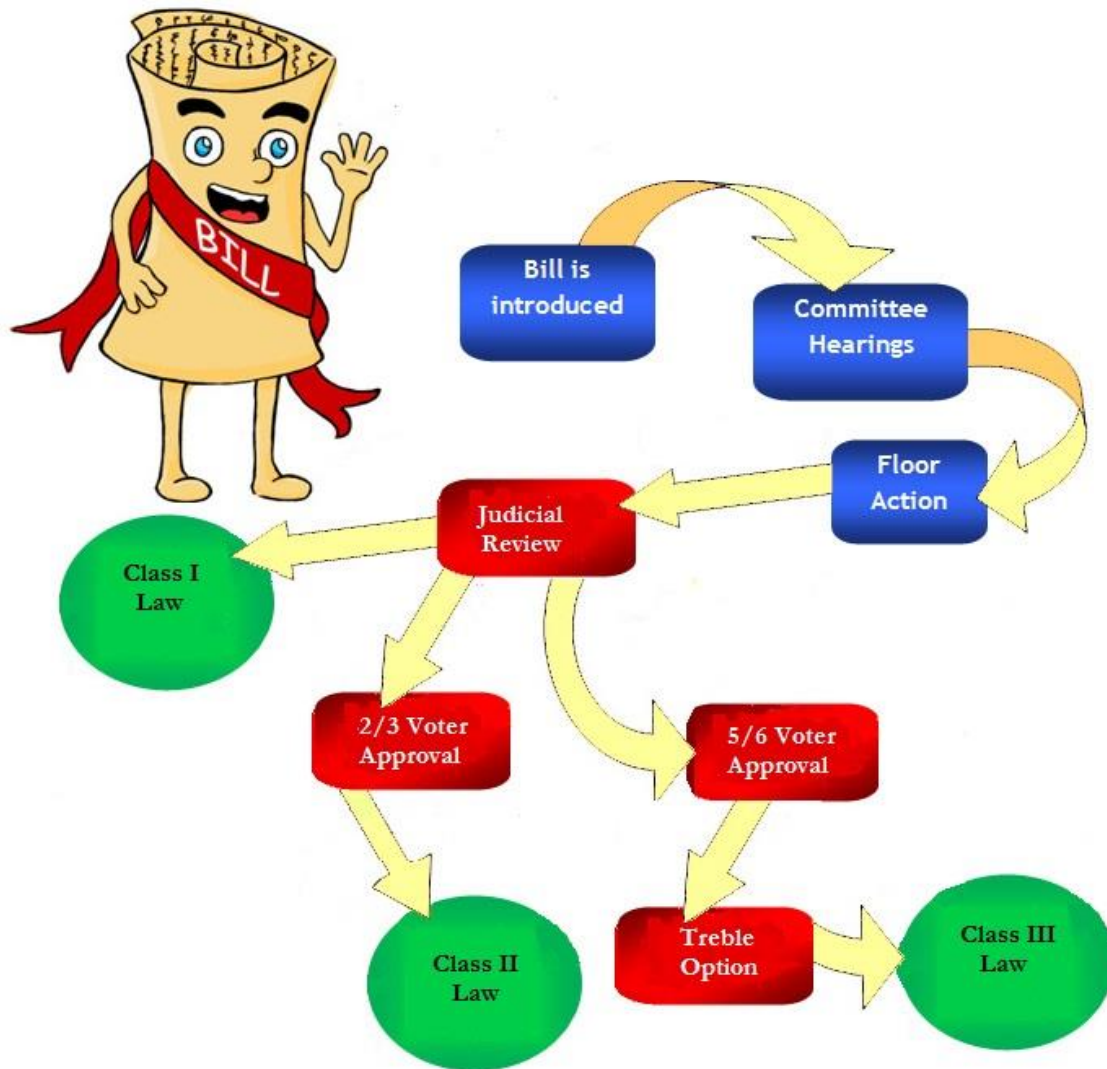 BILL
Bill is
introduced
Committee
Hearings
Floor
Action
Judicial
Review
Class I
Law
2/3 Voter
Approval
5/6 Voter
Approval
Class II
Law
Treble
Option
Class III
Law